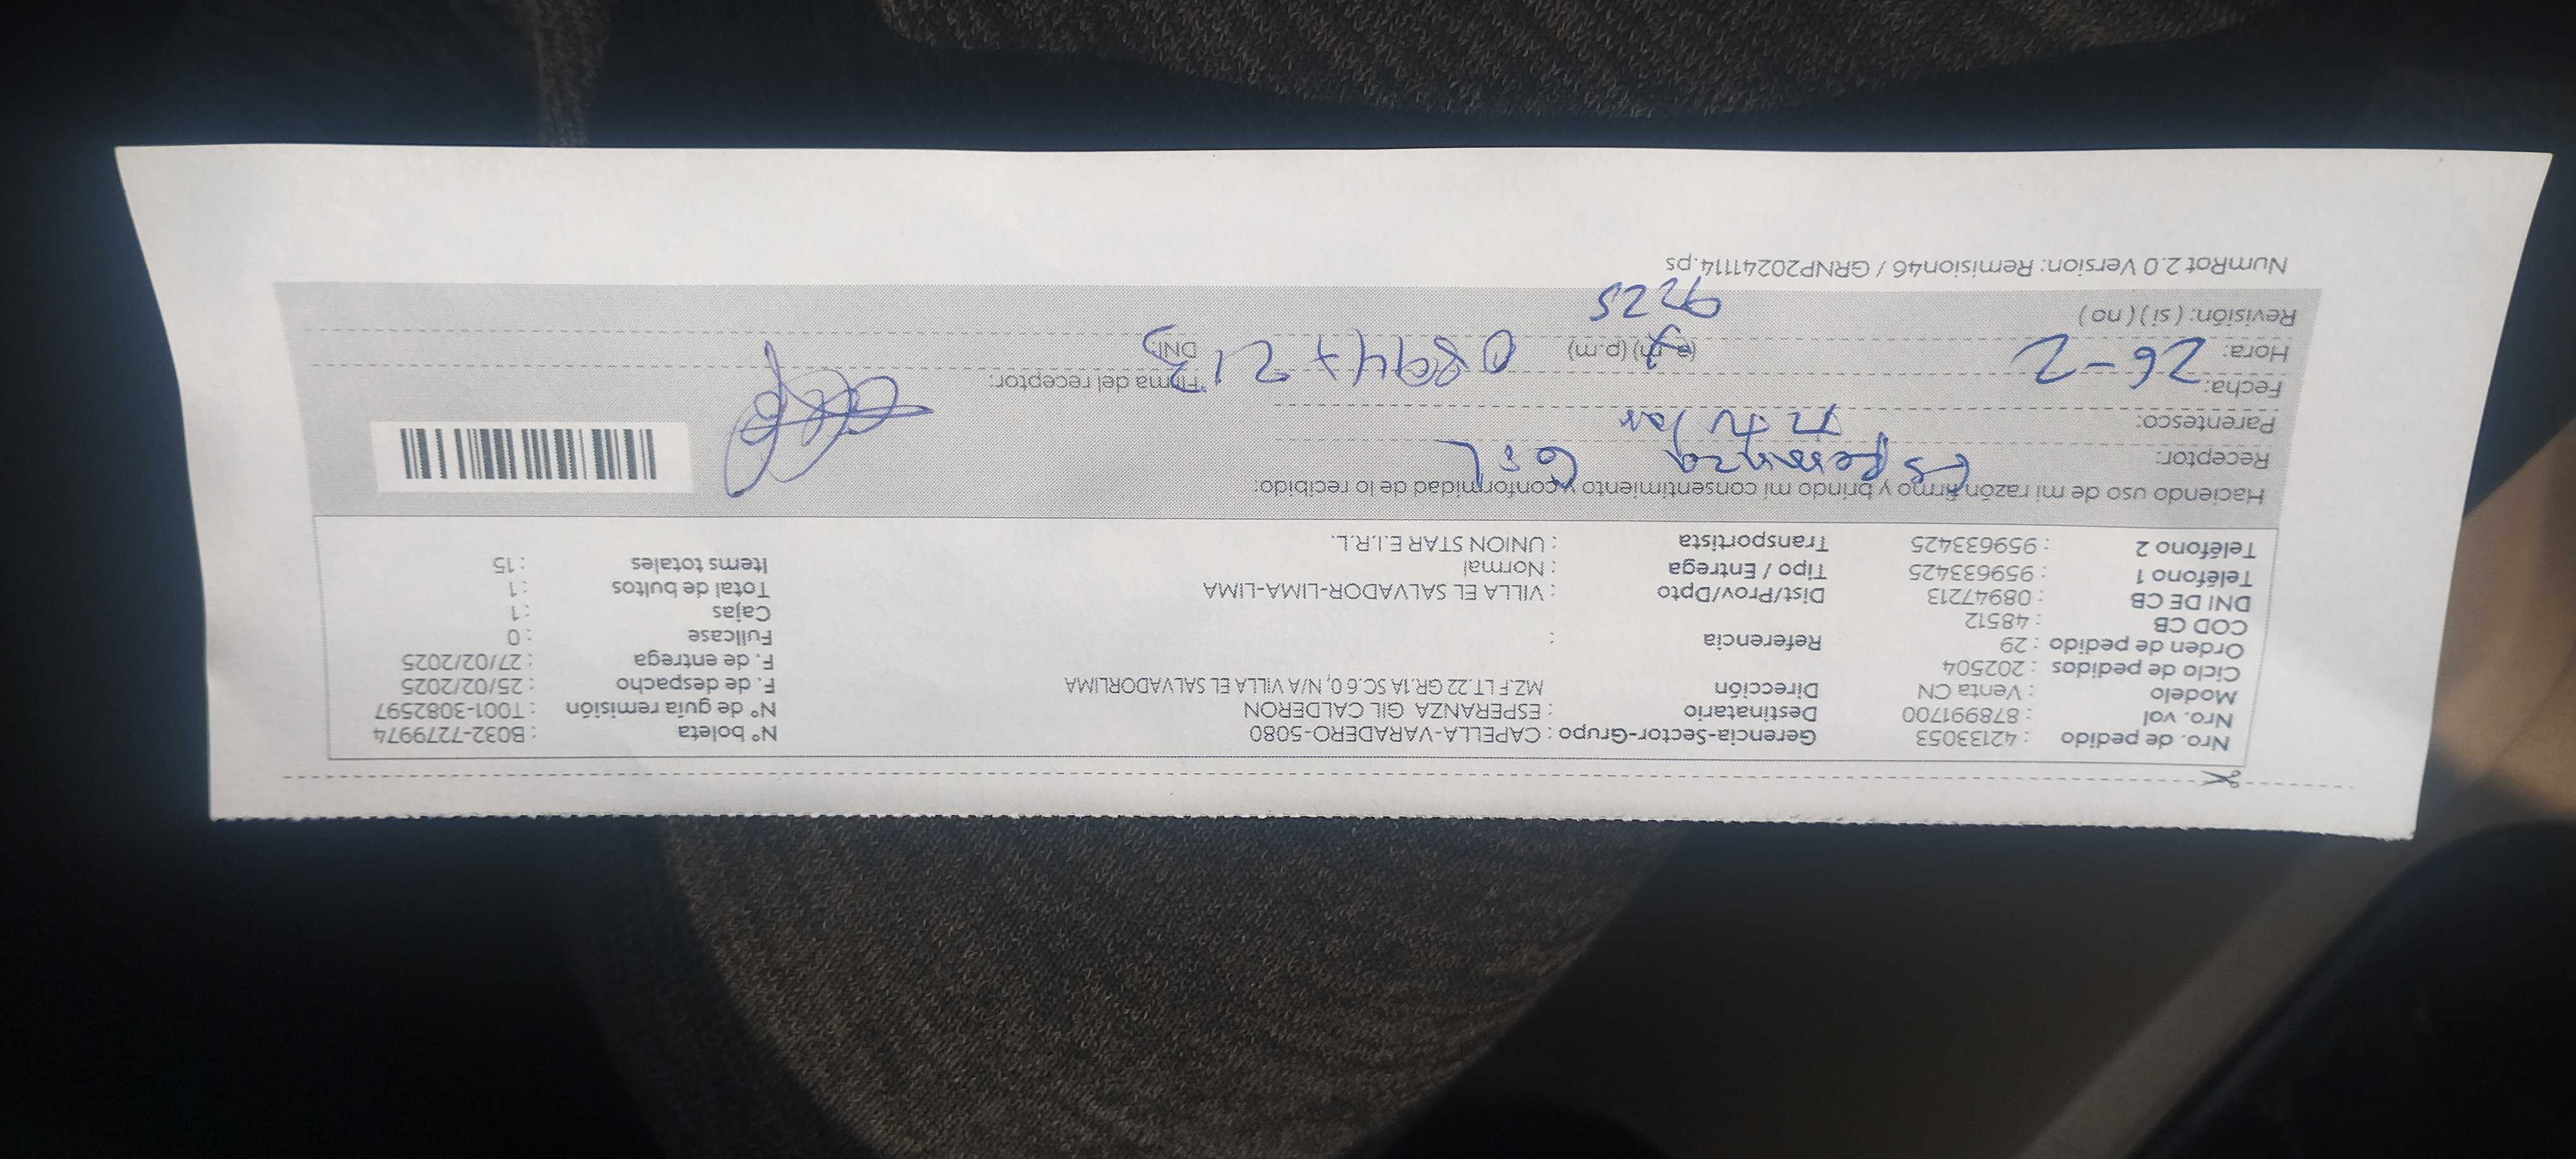 Nro. de pedido : 42133053 Gerencia-Sector-Grupo : CAPELLA-VARADERO-5080 N° boleta : B032-7279974
Nro. vol : 878991700 Destinatario : ESPERANZA GIL CALDERON N° de guía remisión : T001-3082597
Modelo : Venta CN Dirección MZ.F LT.22 GR.1A SC.6 0, N/A VILLA EL SALVADORLIMA F. de despacho : 25/02/2025
Ciclo de pedidos : 202504 F. de entrega : 27/02/2025
Orden de pedido : 29 Referencia : Fullcase : 0
COD CB : 48512 Cajas : 1
DNI DE CB : 08947213 Dist/Prov/Dpto : VILLA EL SALVADOR-LIMA-LIMA Total de bultos : 1
Teléfono 1 : 959633425 Tipo / Entrega : Normal Items totales : 15
Teléfono 2 : 959633425 Transportista : UNION STAR E.I.R.L.
Haciendo uso de mi razón firmo y brindo mi consentimiento y conformidad de lo recibido:
Receptor: Esperanza Gil
Parentesco: Titular
Fecha: 26-2 Firma del receptor:
Hora: (a.m) (p.m) DNI: 08947213
Revisión: ( si ) ( no ) 9225
NumRot 2.0 Version: Remision46 / GRNP20241114.ps